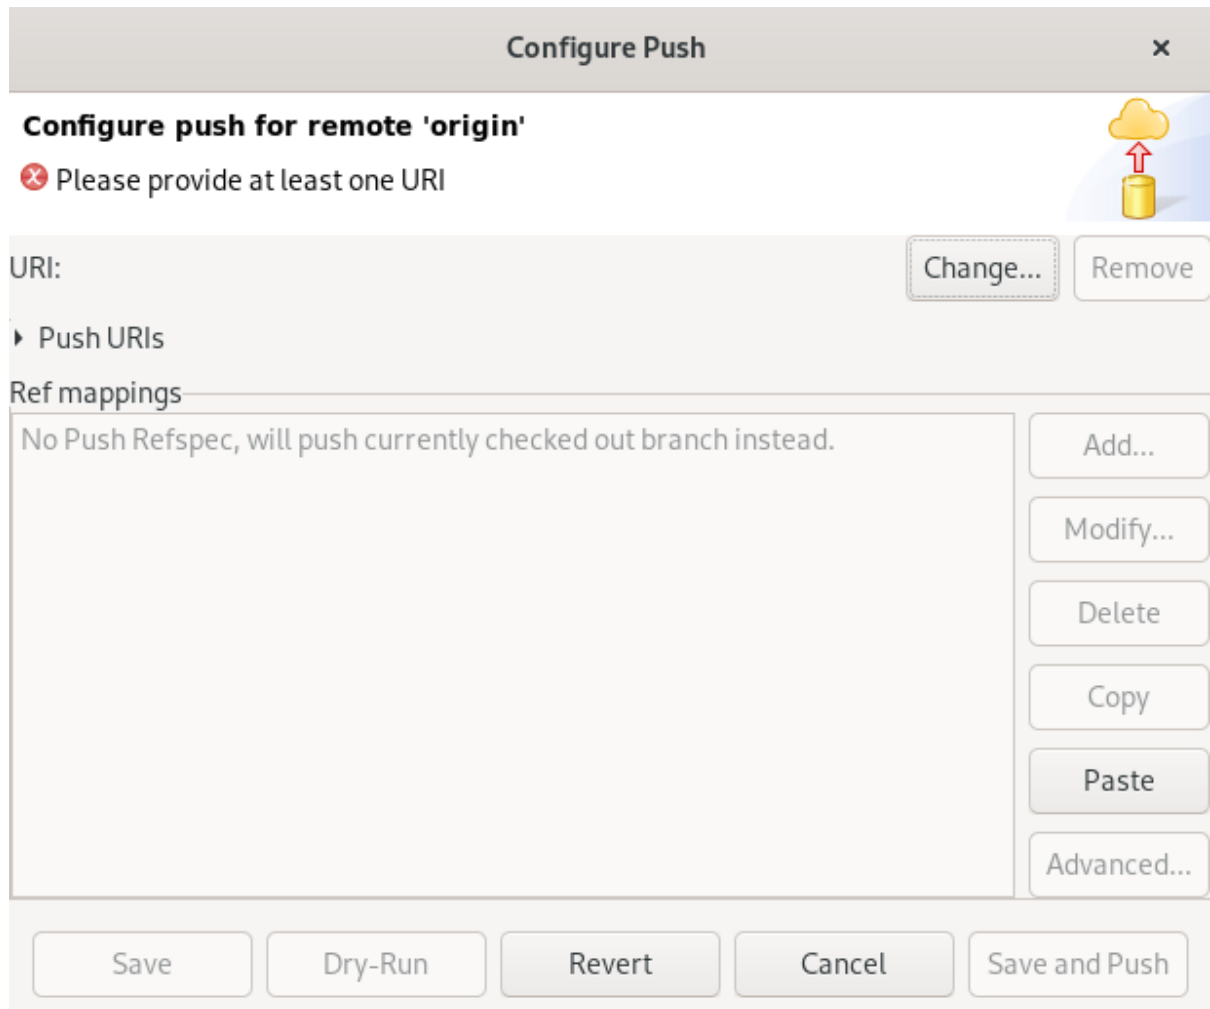 Configure Push
Configure push for remote 'origin'
Please provide at least one URI
URI:
Change...
Remove
Push URIs
Ref mappings
No Push Refspec, will push currently checked out branch instead.
Add...
Modify...
Delete
Copy
Paste
Advanced...
Save
Dry-Run
Revert
Cancel
Save and Push